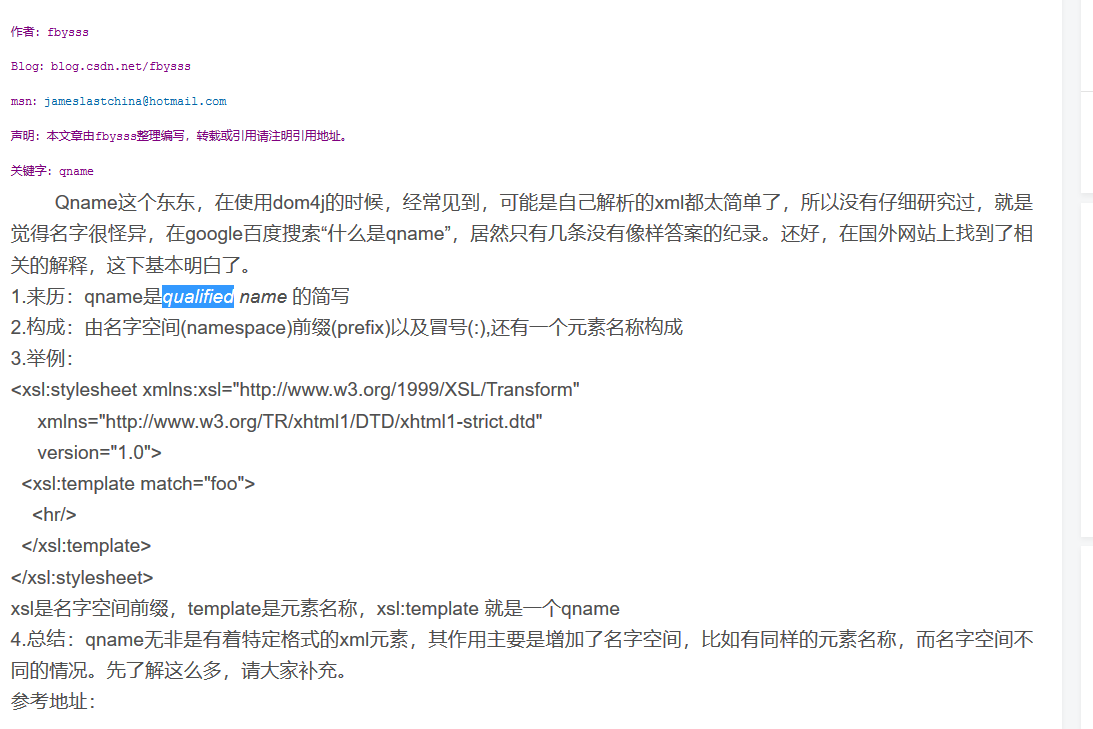 作者：fbysss
Blog：blog.csdn.net/fbysss
msn：jameslastchina@hotmail.com
声明：本文章由fbysss整理编写，转载或引用请注明引用地址。
关键字：qname
Qname这个东东，在使用dom4j的时候，经常见到，可能是自己解析的xml都太简单了，所以没有仔细研究过，就是
觉得名字很怪异，在google百度搜索“什么是qname”，居然只有几条没有像样答案的纪录。还好，在国外网站上找到了相
关的解释，这下基本明白了。
1.来历：qname是qualified name 的简写
2.构成：由名字空间(namespace)前缀(prefix)以及冒号(:),还有一个元素名称构成
3.举例：
<xsl:stylesheet xmlns:xsl="http://www.w3.org/1999/XSL/Transform"
xmlns="http://www.w3.org/TR/xhtml1/DTD/xhtml1-strict.dtd"
version="1.0">
<xsl:template match="foo">
<hr/>
</xsl:template>
</xsl:stylesheet>
xsl是名字空间前缀，template是元素名称，xsl:template 就是一个qname
4.总结：qname无非是有着特定格式的xml元素，其作用主要是增加了名字空间，比如有同样的元素名称，而名字空间不
同的情况。先了解这么多，请大家补充。
参考地址：